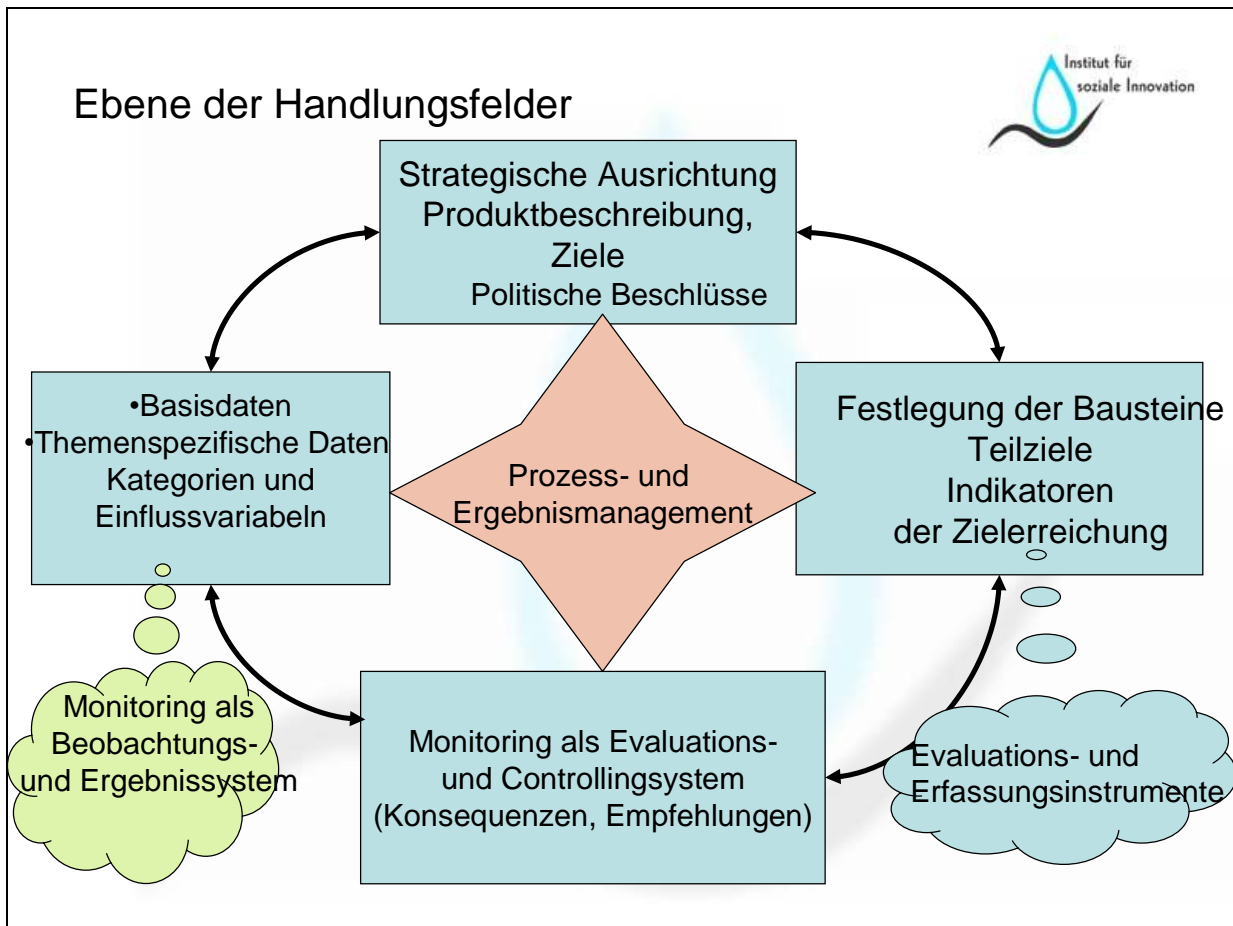 Institut für
soziale Innovation
Ebene der Handlungsfelder
Strategische Ausrichtung
Produktbeschreibung,
Ziele
Politische Beschlüsse
•Basisdaten
•Themenspezifische Daten
Kategorien und
Einflussvariabeln
Prozess- und
Ergebnismanagement
Festlegung der Bausteine
Teilziele
Indikatoren
der Zielerreichung
Monitoring als
Beobachtungs-
und Ergebnissystem
Monitoring als Evaluations-
und Controllingsystem
(Konsequenzen, Empfehlungen)
Evaluations- und
Erfassungsinstrumente